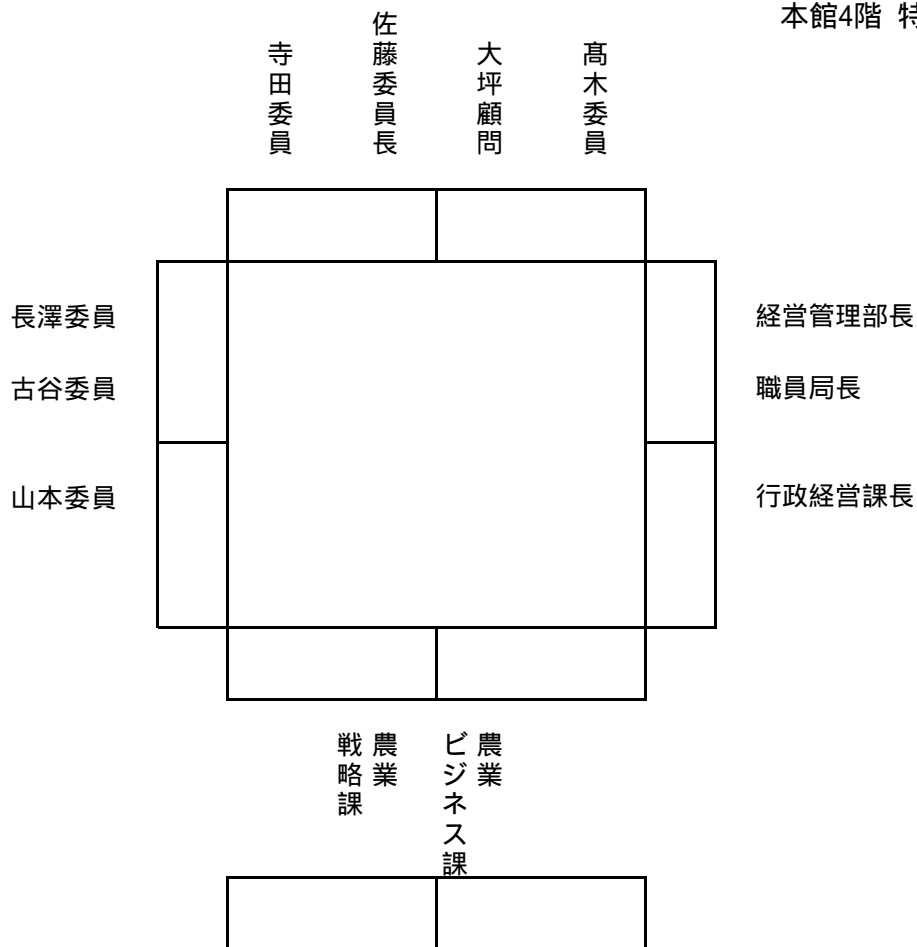 本館4階 特
寺田委員
佐藤委員長
大坪顧問
髙木委員
長澤委員
古谷委員
山本委員
経営管理部長
職員局長
行政経営課長
農業
戦略課
農業
ビジネス課